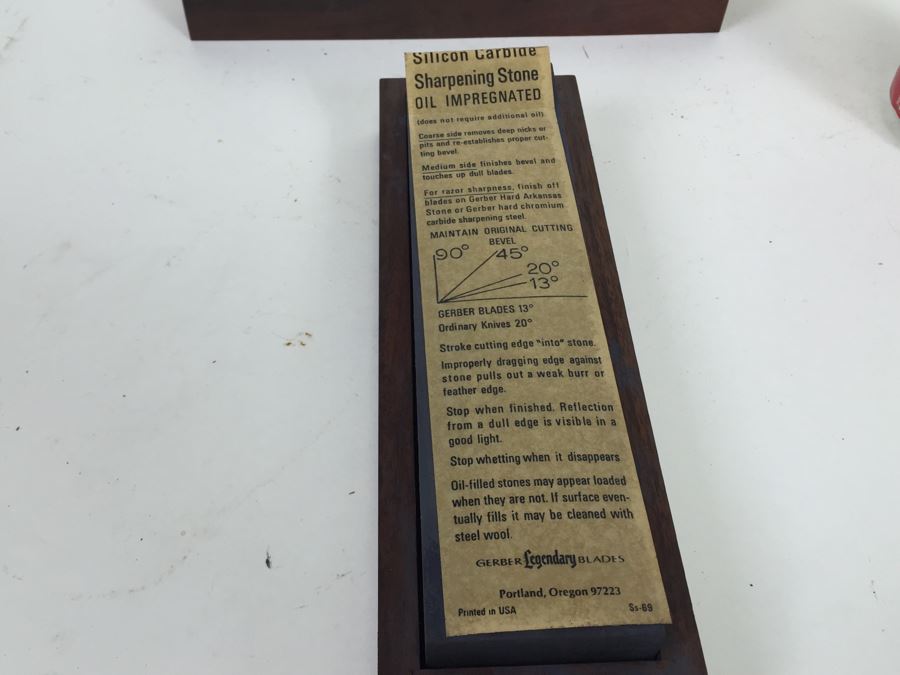 Silicon Carbide
Sharpening Stone
OIL IMPREGNATED
(does not require additional oil)
Coarse side removes deep nicks or
pits and re-establishes proper cut-
ting bevel.
Medium side finishes bevel and
touches up dull blades.
For razor sharpness, finish off
blades on Gerber Hard Arkansas
Stone or Gerber hard chromium
carbide sharpening steel.
MAINTAIN ORIGINAL CUTTING
BEVEL
90° 45°
20°
13°
GERBER BLADES 13°
Ordinary Knives 20°
Stroke cutting edge "into" stone.
Improperly dragging edge against
stone pulls out a weak burr or
feather edge.
Stop when finished. Reflection
from a dull edge is visible in a
good light.
Stop whetting when it disappears
Oil-filled stones may appear loaded
when they are not. If surface even-
tually fills it may be cleaned with
steel wool.
GERBER Legendary BLADES
Portland, Oregon 97223
Printed in USA Ss-69